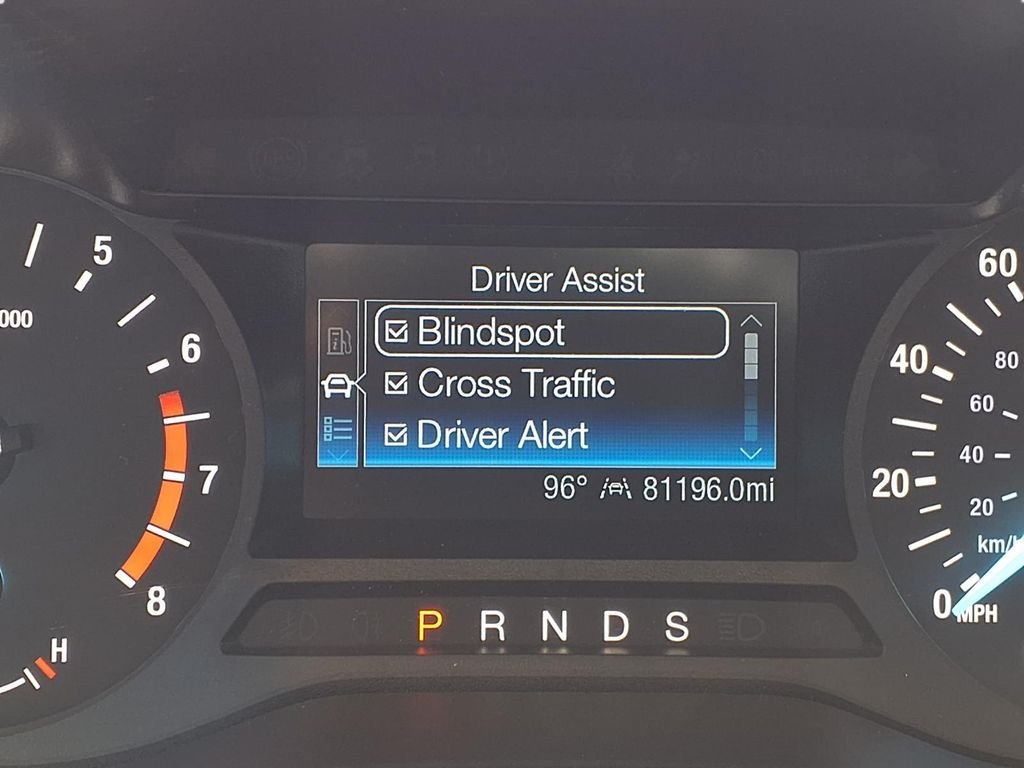 5
000
6
7
8
H
Driver Assist
Blindspot
Cross Traffic
Driver Alert
96° 81196.0mi
P R N D S
60
40
20
0
80
60
40
20
km/h
MPH